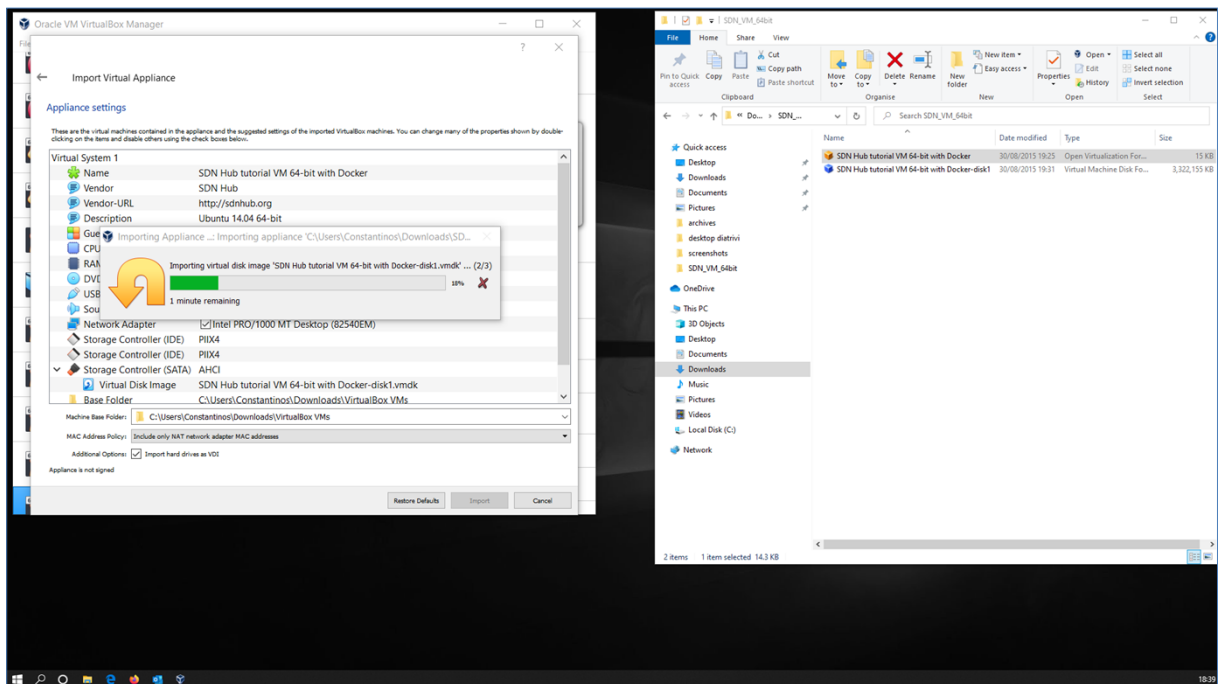 Oracle VM VirtualBox Manager
File
? ×
Import Virtual Appliance
Appliance settings
These are the virtual machines contained in the appliance and the suggested settings of the imported VirtualBox machines. You can change many of the properties shown by double-
clicking on the items and disable others using the check boxes below.
Virtual System 1
Name SDN Hub tutorial VM 64-bit with Docker
Vendor SDN Hub
Vendor-URL http://sdnhub.org
Description Ubuntu 14.04 64-bit
Gue
CPU
RAM
DVD
USB
Sou
Importing Appliance ...: Importing appliance 'C:\Users\Constantinos\Downloads\SD...
Importing virtual disk image 'SDN Hub tutorial VM 64-bit with Docker-disk1.vmdk' ... (2/3)
18%
1 minute remaining
Network Adapter Intel PRO/1000 MT Desktop (82540EM)
Storage Controller (IDE) PIIX4
Storage Controller (IDE) PIIX4
Storage Controller (SATA) AHCI
Virtual Disk Image SDN Hub tutorial VM 64-bit with Docker-disk1.vmdk
Base Folder C:\Users\Constantinos\Downloads\VirtualBox VMs
Machine Base Folder: C:\Users\Constantinos\Downloads\VirtualBox VMs
MAC Address Policy: Include only NAT network adapter MAC addresses
Additional Options: Import hard drives as VDI
Appliance is not signed
Restore Defaults Import Cancel
SDN_VM_64bit
File Home Share View
Pin to Quick access
Copy
Paste
Cut
Copy path
Paste shortcut
Move to
Copy to
Delete
Rename
New folder
New item
Easy access
Properties
Open
Edit
History
Select all
Select none
Invert selection
Clipboard Organise New Open Select
« Do... › SDN_... Search SDN_VM_64bit
Name Date modified Type Size
SDN Hub tutorial VM 64-bit with Docker 30/08/2015 19:25 Open Virtualization For... 15 KB
SDN Hub tutorial VM 64-bit with Docker-disk1 30/08/2015 19:31 Virtual Machine Disk Fo... 3,322,155 KB
Quick access
Desktop
Downloads
Documents
Pictures
archives
desktop diatrivi
screenshots
SDN_VM_64bit
OneDrive
This PC
3D Objects
Desktop
Documents
Downloads
Music
Pictures
Videos
Local Disk (C:)
Network
2 items 1 item selected 14.3 KB
18:39